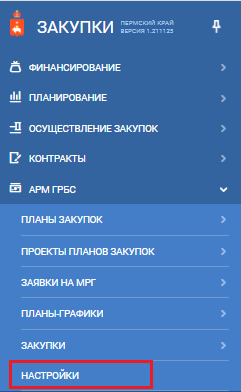 ЗАКУПКИ
ПЕРМСКИЙ КРАЙ
ВЕРСИЯ 1.211125
ФИНАНСИРОВАНИЕ
ПЛАНИРОВАНИЕ
ОСУЩЕСТВЛЕНИЕ ЗАКУПОК
КОНТРАКТЫ
АРМ ГРБС
ПЛАНЫ ЗАКУПОК
ПРОЕКТЫ ПЛАНОВ ЗАКУПОК
ЗАЯВКИ НА МРГ
ПЛАНЫ-ГРАФИКИ
ЗАКУПКИ
НАСТРОЙКИ